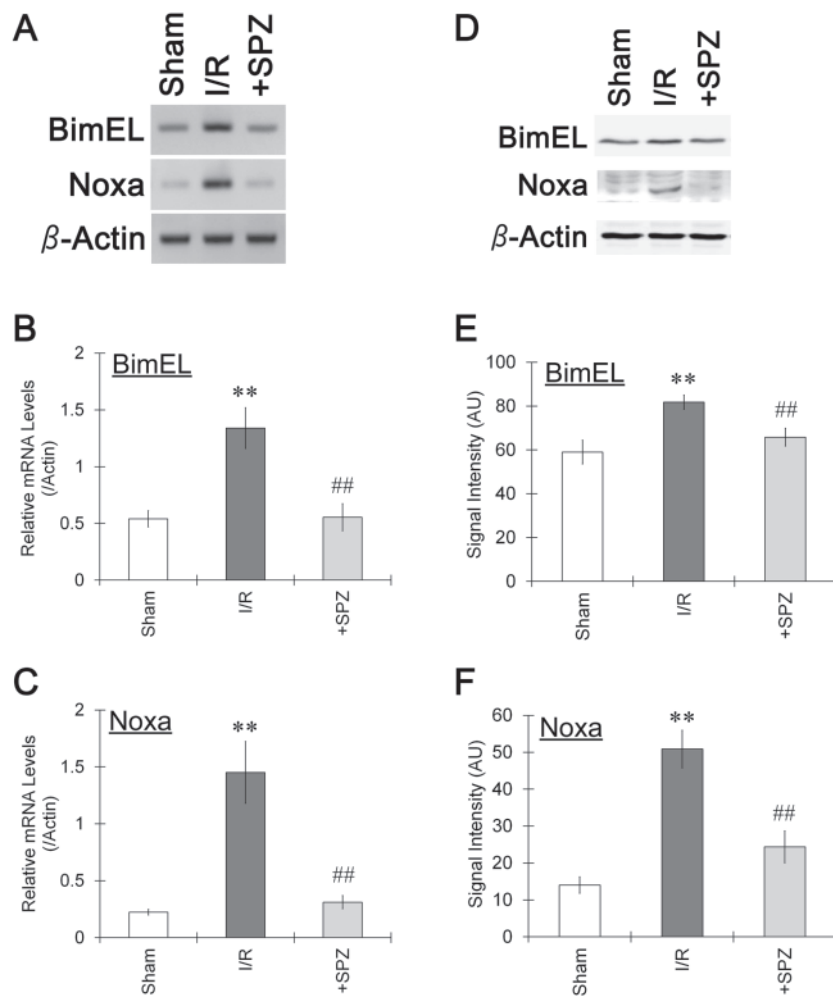 A
Sham
I/R
+SPZ
BimEL
Noxa
β-Actin
B
BimEL
Relative mRNA Levels
(/Actin)
2
1.5
1
0.5
0
**
##
Sham
I/R
+SPZ
C
Noxa
Relative mRNA Levels
(/Actin)
2
1.5
1
0.5
0
**
##
Sham
I/R
+SPZ
D
Sham
I/R
+SPZ
BimEL
Noxa
β-Actin
E
BimEL
Signal Intensity (AU)
100
80
60
40
20
0
**
##
Sham
I/R
+SPZ
F
Noxa
Signal Intensity (AU)
60
50
40
30
20
10
0
**
##
Sham
I/R
+SPZ